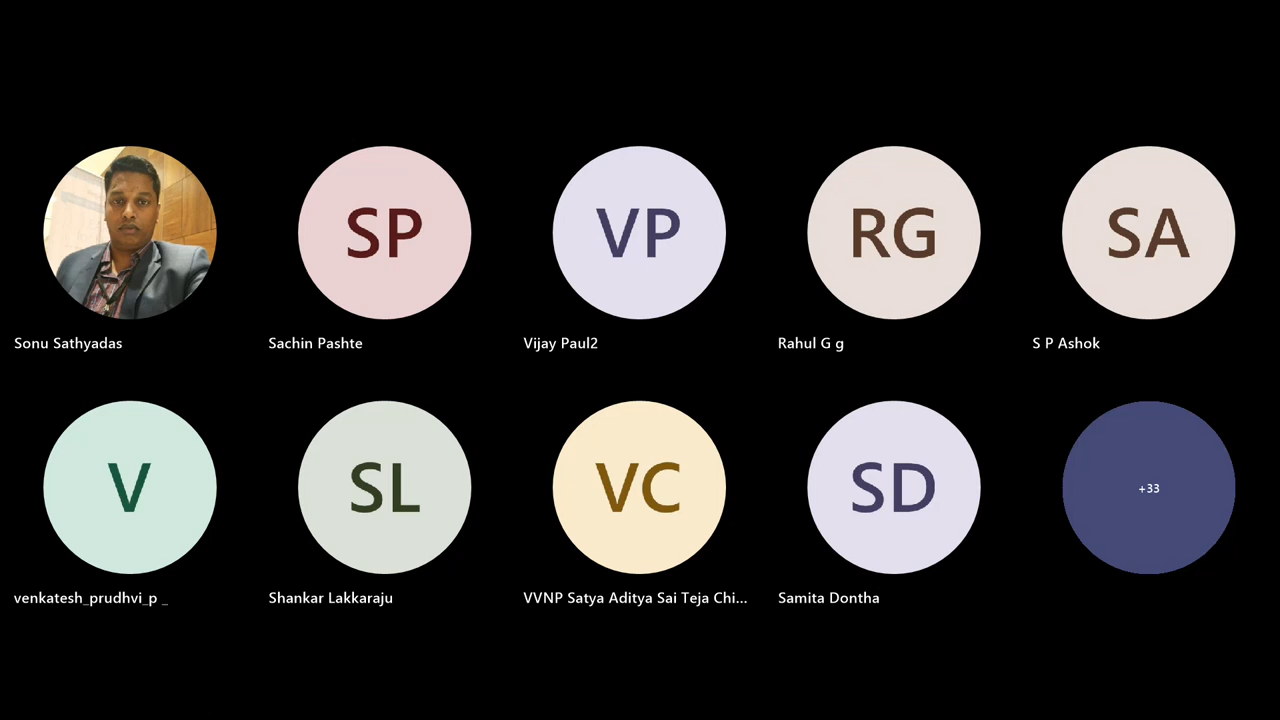 SP
VP
RG
SA
Sonu Sathyadas
Sachin Pashte
Vijay Paul2
Rahul G g
S P Ashok
V
SL
VC
SD
+33
venkatesh_prudhvi_p _
Shankar Lakkaraju
VVNP Satya Aditya Sai Teja Chi...
Samita Dontha